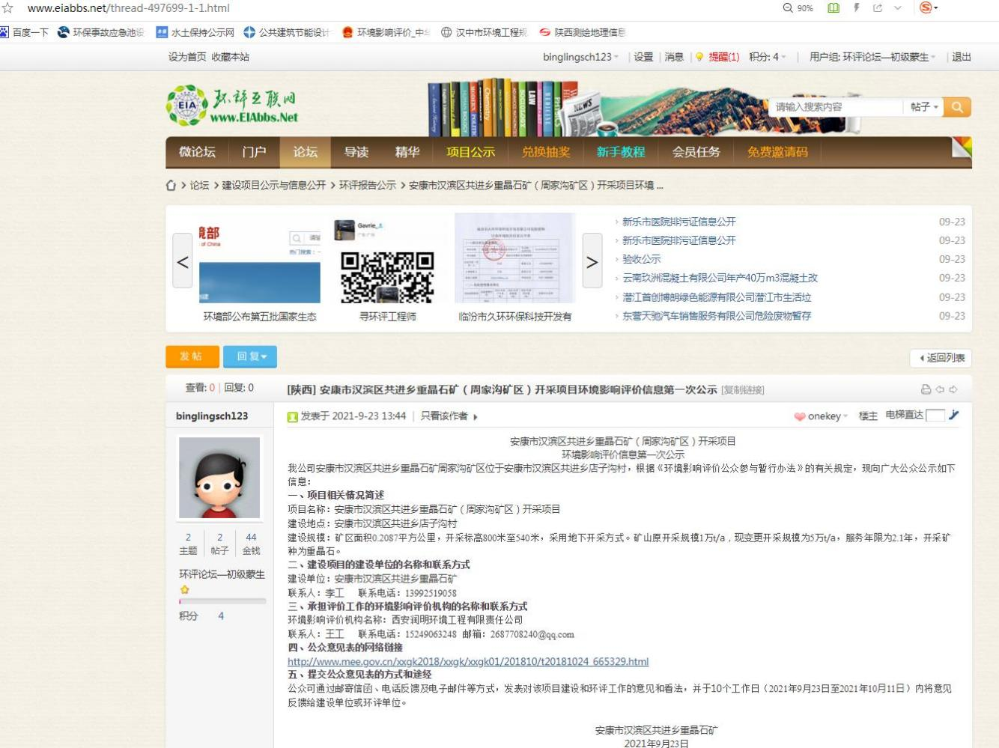 www.eiabbs.net/thread-497699-1-1.html
90%
百度一下 环保事故应急池设 水土保持公示网 公共建筑节能设计 环境影响评价_中华 汉中市环境工程规 陕西测绘地理信息
设为首页 收藏本站
binglingsch123 设置 消息 提醒(1) 积分: 4 用户组: 环评论坛—初级蒙生 退出
EIA 环评互联网
www.EIAbbs.Net
NEWS
LAW
请输入搜索内容 帖子
微论坛 门户 论坛 导读 精华 项目公示 兑换抽奖 新手教程 会员任务 免费邀请码
论坛 > 建设项目公示与信息公开 > 环评报告公示 > 安康市汉滨区共进乡重晶石矿（周家沟矿区）开采项目环境 ...
境部
of China
热门搜索：
Gavrie_
环境部公布第五批国家生态
寻环评工程师
临汾市久环环保科技开发有
新乐市医院排污证信息公开 09-23
新乐市医院排污证信息公开 09-23
验收公示 09-23
云南玖洲混凝土有限公司年产40万m3混凝土改 09-23
潜江首创博朗绿色能源有限公司潜江市生活垃 09-23
东营天驰汽车销售服务有限公司危险废物暂存 09-23
发帖 回复 返回列表
查看: 0 | 回复: 0
[陕西] 安康市汉滨区共进乡重晶石矿（周家沟矿区）开采项目环境影响评价信息第一次公示 [复制链接]
binglingsch123
发表于 2021-9-23 13:44 | 只看该作者
onekey 楼主 电梯直达
2 2 44
主题 帖子 金钱
环评论坛—初级蒙生
积分 4
安康市汉滨区共进乡重晶石矿（周家沟矿区）开采项目
环境影响评价信息第一次公示
我公司安康市汉滨区共进乡重晶石矿周家沟矿区位于安康市汉滨区共进乡店子沟村，根据《环境影响评价公众参与暂行办法》的有关规定，现向广大公众公示如下
信息：
一、项目相关情况简述
项目名称：安康市汉滨区共进乡重晶石矿（周家沟矿区）开采项目
建设地点：安康市汉滨区共进乡店子沟村
建设规模：矿区面积0.2087平方公里，开采标高800米至540米，采用地下开采方式。矿山原开采规模1万t/a，现变更开采规模为5万t/a，服务年限为2.1年，开采矿
种为重晶石。
二、建设项目的建设单位的名称和联系方式
建设单位：安康市汉滨区共进乡重晶石矿
联系人：李工 联系电话：13992519058
三、承担评价工作的环境影响评价机构的名称和联系方式
环境影响评价机构名称：西安润明环境工程有限责任公司
联系人：王工 联系电话：15249063248 邮箱：2687708240@qq.com
四、公众意见表的网络链接
http://www.mee.gov.cn/xxgk2018/xxgk/xxgk01/201810/t20181024_665329.html
五、提交公众意见表的方式和途径
公众可通过邮寄信函、电话反馈及电子邮件等方式，发表对该项目建设和环评工作的意见和看法，并于10个工作日（2021年9月23日至2021年10月11日）内将意见
反馈给建设单位或环评单位。
安康市汉滨区共进乡重晶石矿
2021年9月23日